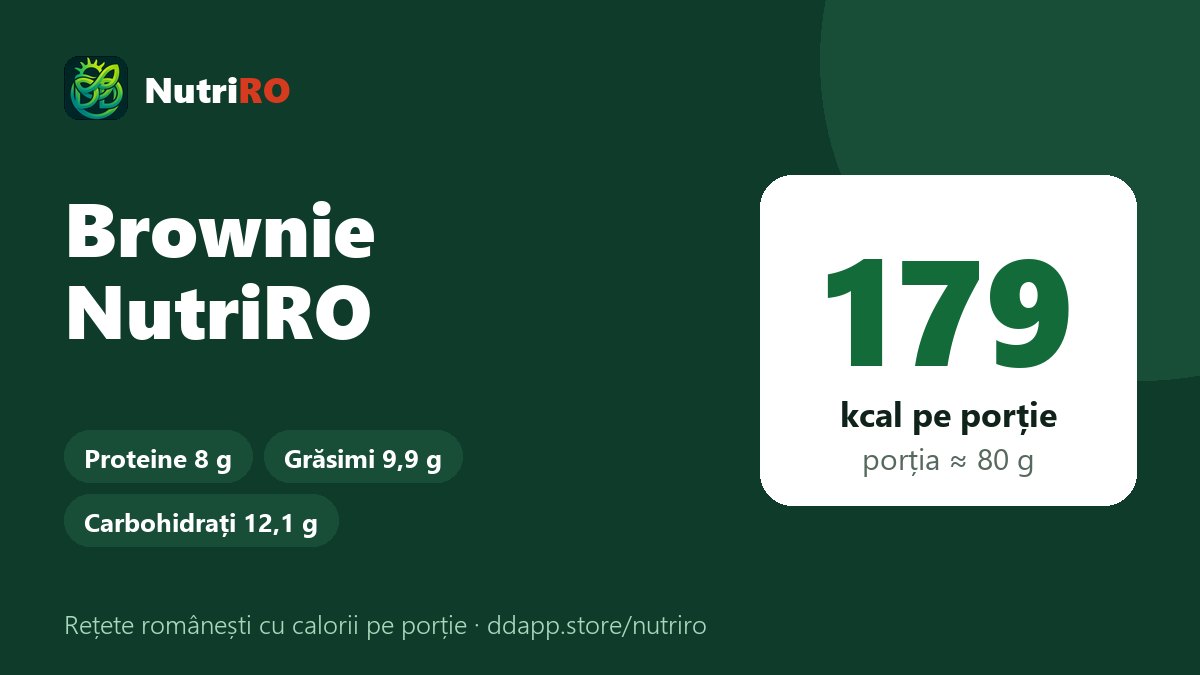 NutriRO
Brownie
NutriRO
179
kcal pe porție
porția ≈ 80 g
Proteine 8 g
Grăsimi 9,9 g
Carbohidrați 12,1 g
Rețete românești cu calorii pe porție · ddapp.store/nutriro